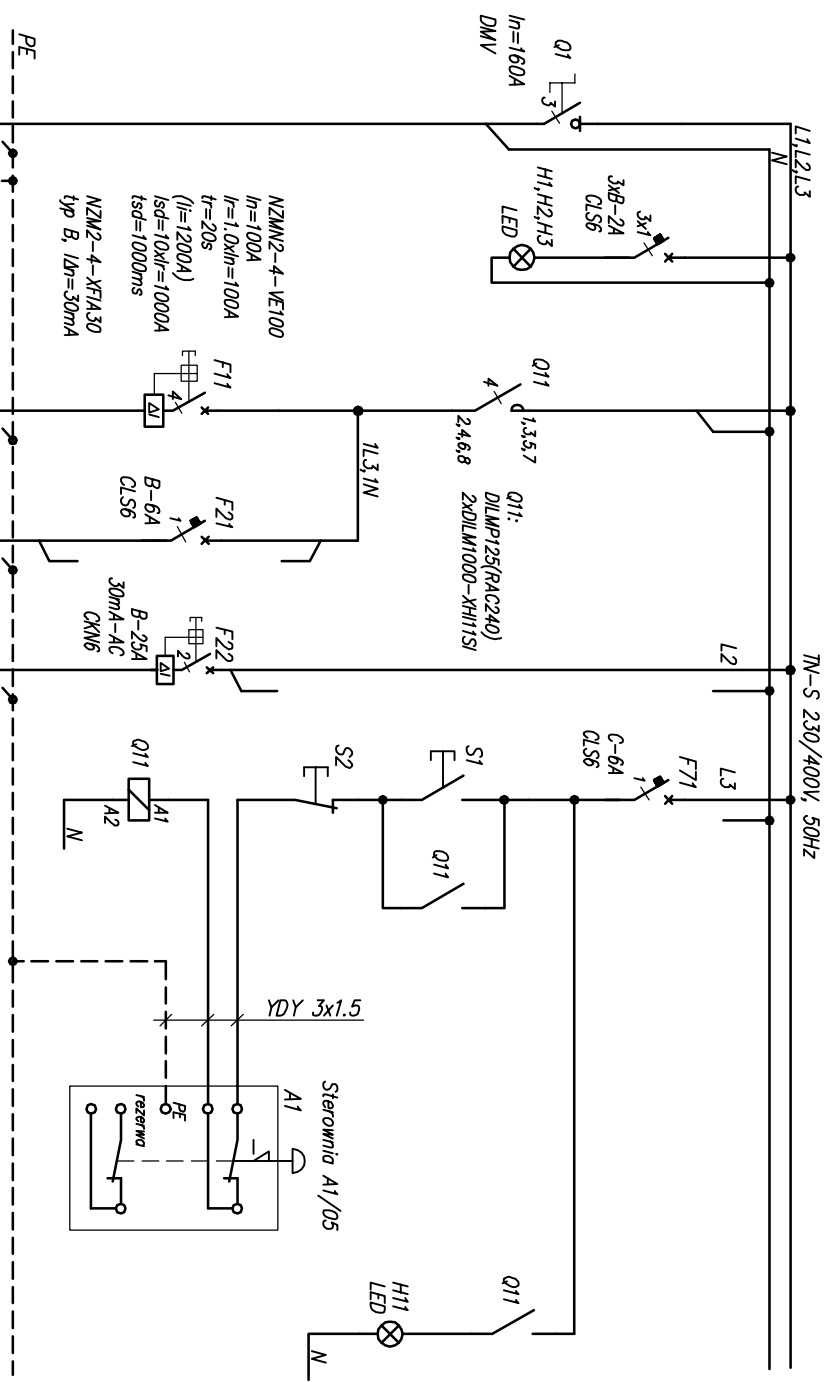 TN-S 230/400V, 50Hz
L1,L2,L3
N
Q1
3
In=160A
DMV
3xB-2A
CLS6
3x1
H1,H2,H3
LED
Q11
4
1,3,5,7
2,4,6,8
Q11:
DILMP125(RAC240)
2xDILM1000-XHI11SI
1L3,1N
F11
4
ΔI
NZMN2-4-VE100
In=100A
Ir=1.0xIn=100A
tr=20s
(Ii=1200A)
Isd=10xIr=1000A
tsd=1000ms
NZM2-4-XFIA30
typ B, IΔn=30mA
F21
1
B-6A
CLS6
L2
F22
2
ΔI
B-25A
30mA-AC
CKN6
L3
F71
1
C-6A
CLS6
S1
Q11
S2
Q11
A1
A2
N
YDY 3x1.5
Sterownia A1/05
A1
PE
rezerwa
Q11
H11
LED
N
PE